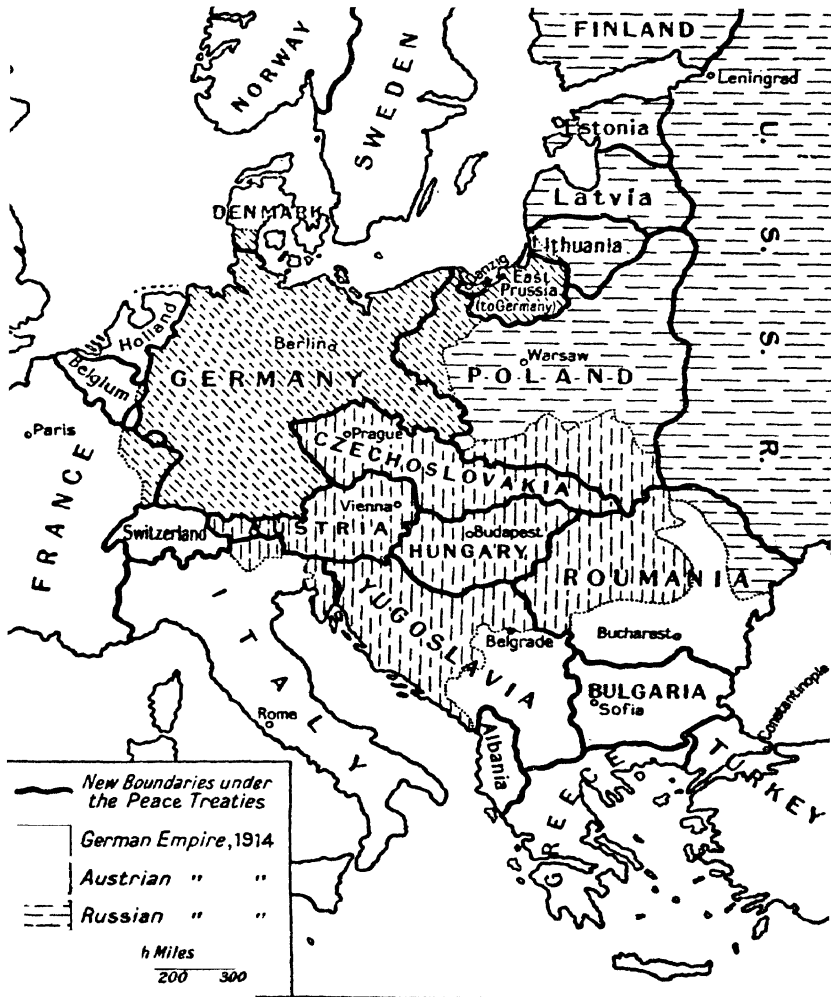 FINLAND
NORWAY
SWEDEN
Leningrad
Estonia
U. S. S. R.
Latvia
DENMARK
Lithuania
Danzig
East
Prussia
(to Germany)
Holland
Berlin
Belgium
GERMANY
Warsaw
POLAND
Paris
Prague
CZECHOSLOVAKIA
FRANCE
Vienna
Switzerland
STRIA
Budapest
HUNGARY
ROUMANIA
YUGOSLAVIA
ITALY
Belgrade
Bucharest
BULGARIA
Sofia
Constantinople
Rome
Albania
GREECE
TURKEY
New Boundaries under
the Peace Treaties
German Empire, 1914
Austrian " "
Russian " "
h Miles
200 300